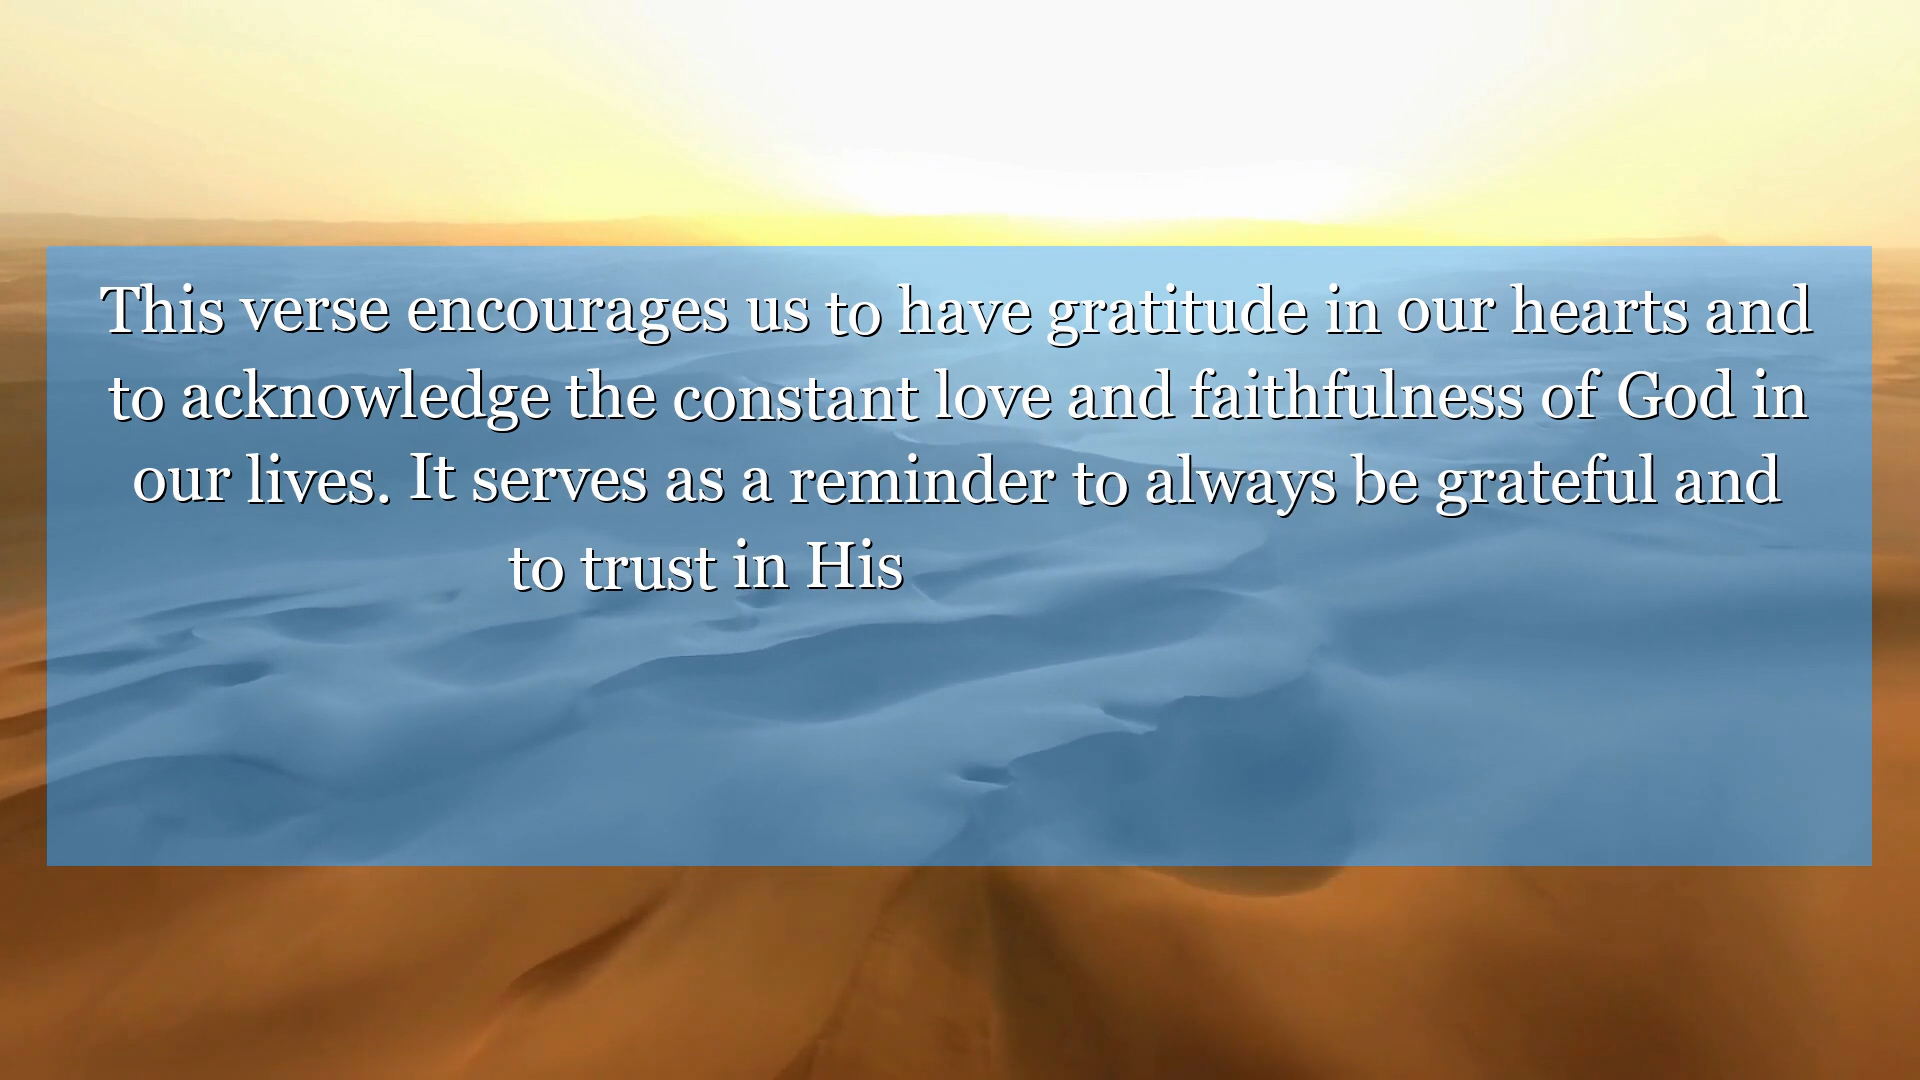 This verse encourages us to have gratitude in our hearts and
to acknowledge the constant love and faithfulness of God in
our lives. It serves as a reminder to always be grateful and
to trust in His